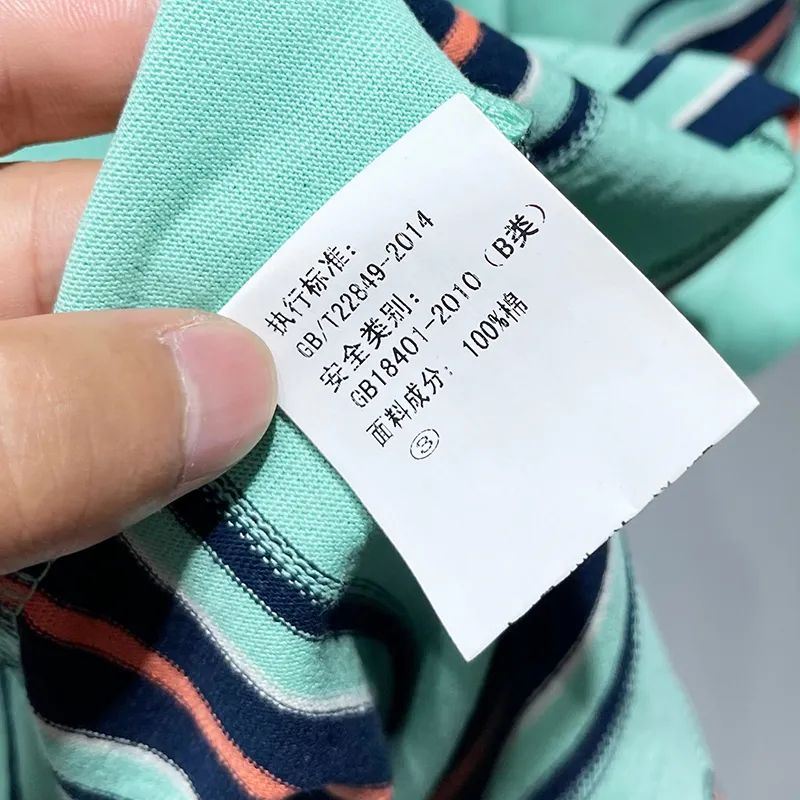 执行标准：
GB/T22849-2014
安全类别：
GB18401-2010（B类）
面料成分：100%棉
③